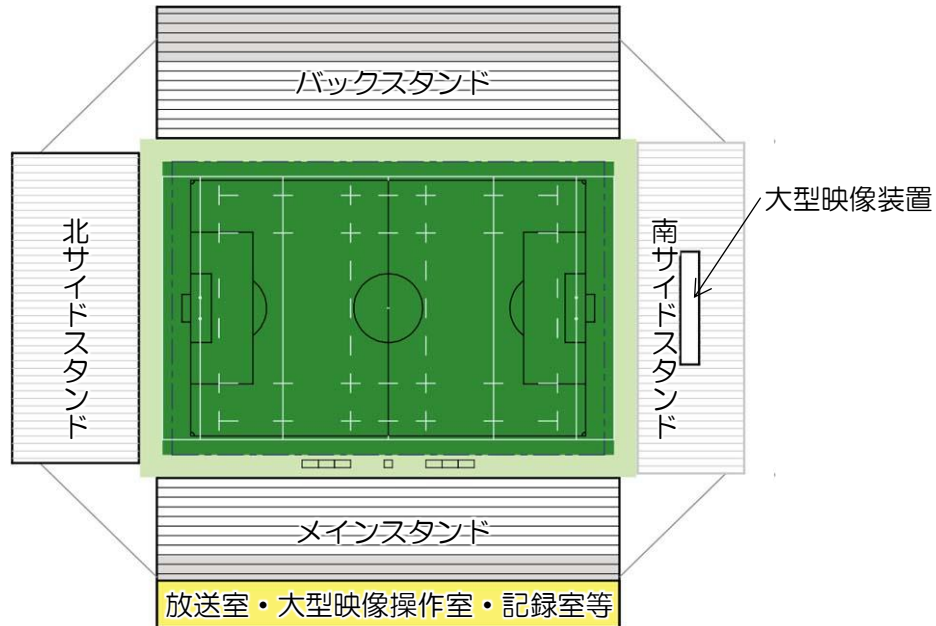 バックスタンド
大型映像装置
北サイドスタンド
南サイドスタンド
メインスタンド
放送室・大型映像操作室・記録室等